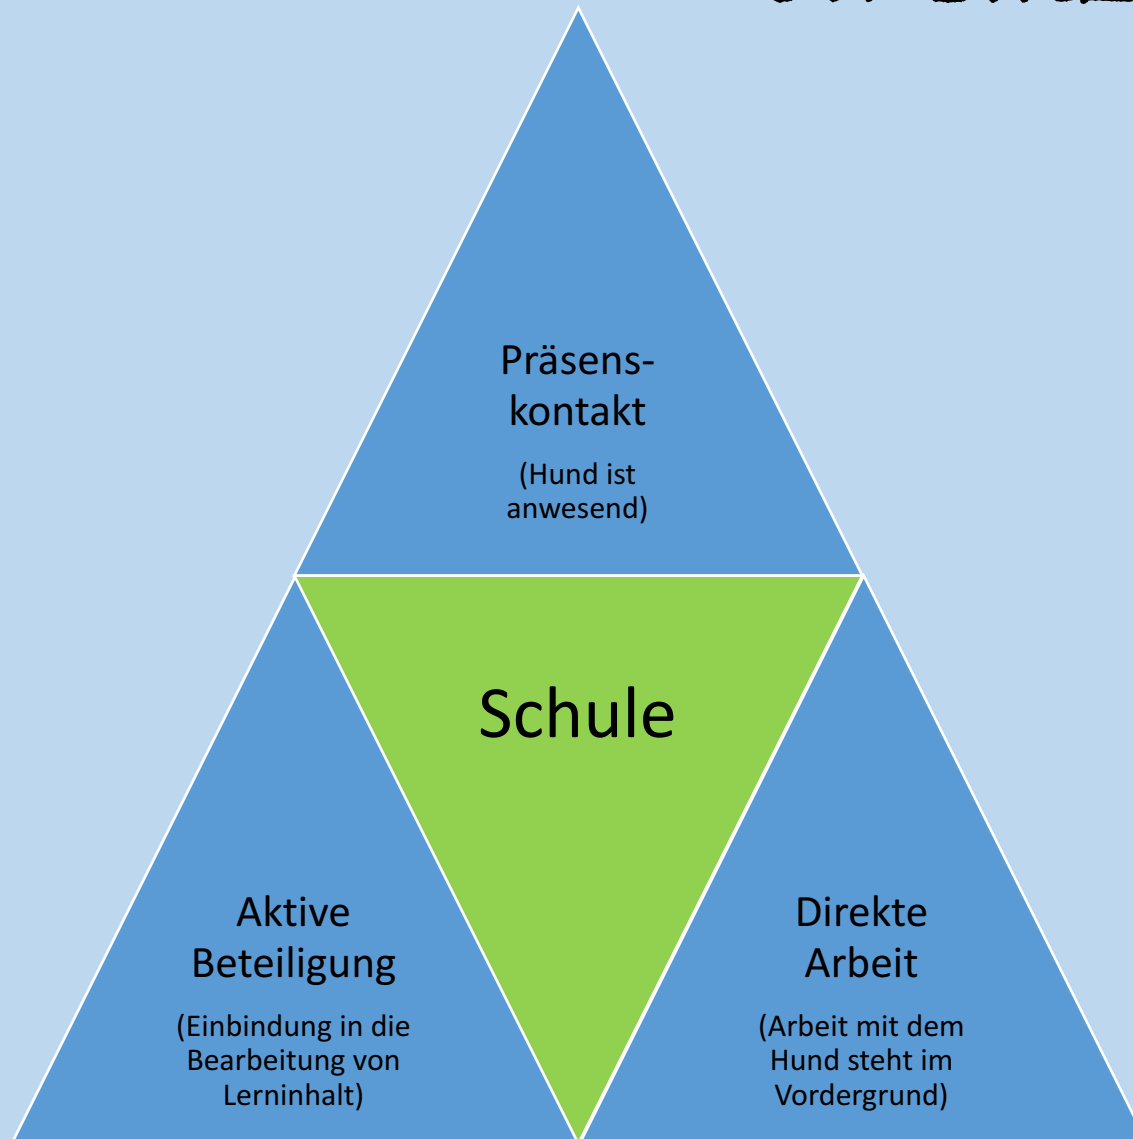 Präsens-
kontakt
(Hund ist
anwesend)
Schule
Aktive
Beteiligung
(Einbindung in die
Bearbeitung von
Lerninhalt)
Direkte
Arbeit
(Arbeit mit dem
Hund steht im
Vordergrund)